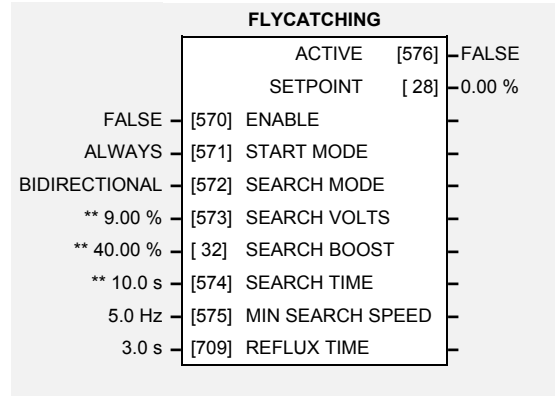 FLYCATCHING
ACTIVE [576] FALSE
SETPOINT [ 28] 0.00 %
FALSE [570] ENABLE
ALWAYS [571] START MODE
BIDIRECTIONAL [572] SEARCH MODE
** 9.00 % [573] SEARCH VOLTS
** 40.00 % [ 32] SEARCH BOOST
** 10.0 s [574] SEARCH TIME
5.0 Hz [575] MIN SEARCH SPEED
3.0 s [709] REFLUX TIME